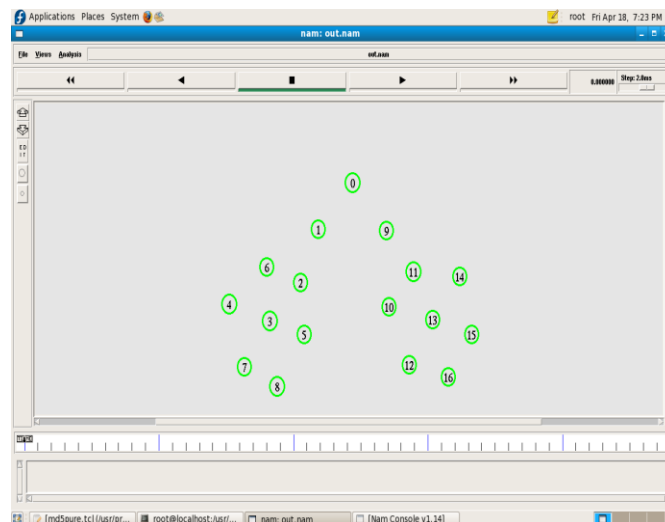 Applications Places System root Fri Apr 18, 7:23 PM
nam: out.nam
File Views Analysis out.nam
0.000000 Step: 2.0ms
0
1 9
6 2 11 14
4 3 5 10 13 15
7 8 12 16
[md5pure.tcl (/usr/pr... root@localhost:/usr/... nam: out.nam [Nam Console v1.14]